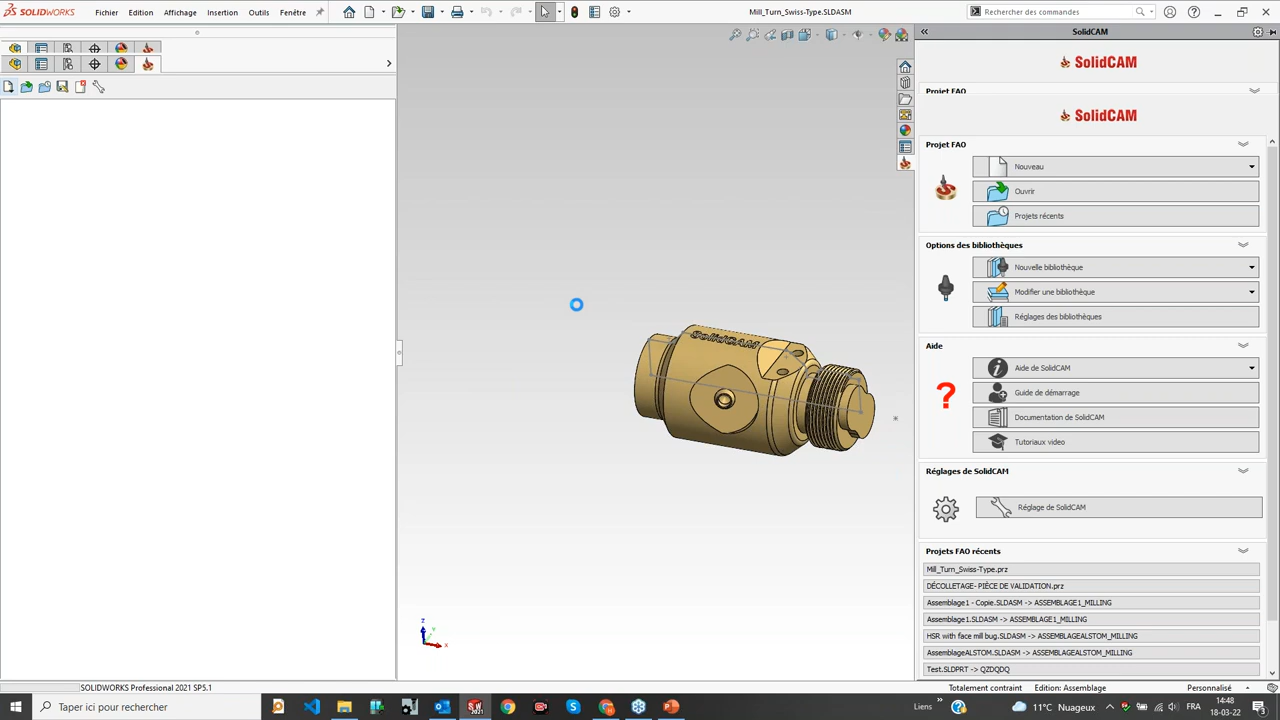 SOLIDWORKS Fichier Edition Affichage Insertion Outils Fenêtre Mill_Turn_Swiss-Type.SLDASM Rechercher des commandes
SolidCAM
SolidCAM
Projet FAO
SolidCAM
Projet FAO
Nouveau
Ouvrir
Projets récents
Options des bibliothèques
Nouvelle bibliothèque
Modifier une bibliothèque
Réglages des bibliothèques
Aide
Aide de SolidCAM
Guide de démarrage
Documentation de SolidCAM
Tutoriaux video
Réglages de SolidCAM
Réglage de SolidCAM
Projets FAO récents
Mill_Turn_Swiss-Type.prz
DÉCOLLETAGE- PIÈCE DE VALIDATION.prz
Assemblage1 - Copie.SLDASM -> ASSEMBLAGE1_MILLING
Assemblage1.SLDASM -> ASSEMBLAGE1_MILLING
HSR with face mill bug.SLDASM -> ASSEMBLAGEALSTOM_MILLING
AssemblageALSTOM.SLDASM -> ASSEMBLAGEALSTOM_MILLING
Test.SLDPRT -> QZDQDQ
SolidCAM
Z
Y
X
SOLIDWORKS Professional 2021 SP5.1 Totalement contraint Edition: Assemblage Personnalisé
Taper ici pour rechercher Liens 11°C Nuageux FRA 14:48
18-03-22